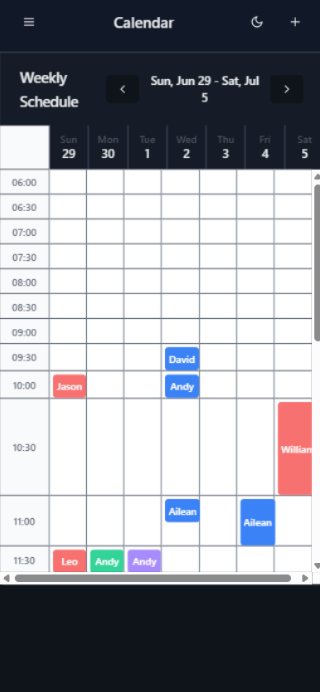 Calendar
Weekly
Schedule
Sun, Jun 29 - Sat, Jul
5
Sun Mon Tue Wed Thu Fri Sat
29 30 1 2 3 4 5
06:00
06:30
07:00
07:30
08:00
08:30
09:00
09:30 David
10:00 Jason Andy
10:30 William
11:00 Ailean Ailean
11:30 Leo Andy Andy